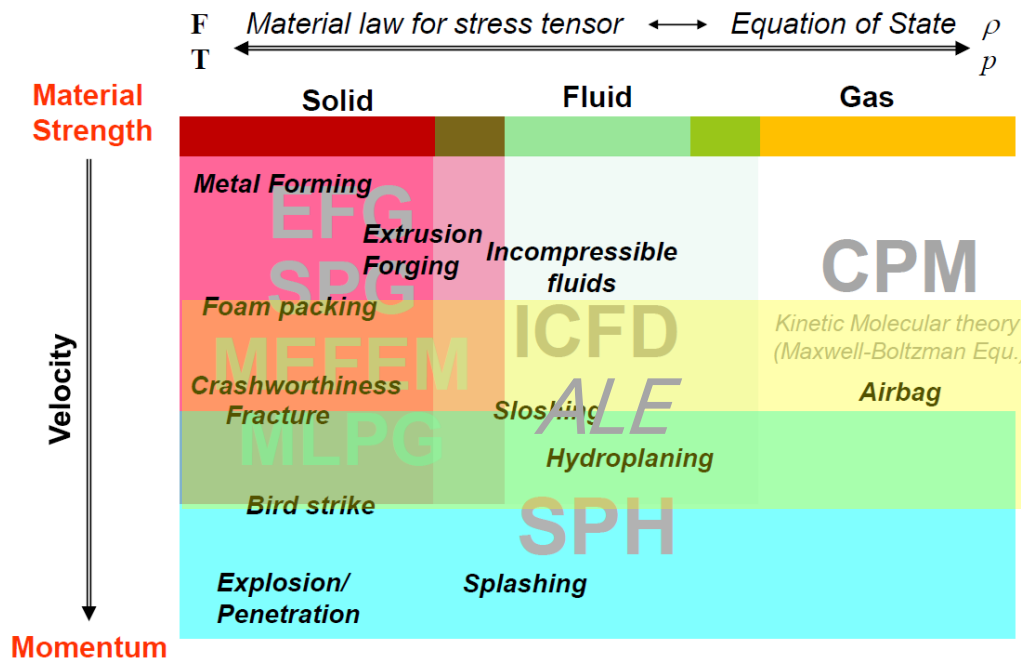 F Material law for stress tensor Equation of State ρ
T p
Material
Strength
Solid Fluid Gas
Metal Forming
EFG
Extrusion
Forging
Incompressible
fluids
CPM
SPG
Foam packing
ICFD
Kinetic Molecular theory
(Maxwell-Boltzman Equ.)
MEFEM
Crashworthiness
Fracture
Airbag
Sloshing
ALE
MLPG
Hydroplaning
Velocity
Bird strike
SPH
Explosion/
Penetration
Splashing
Momentum